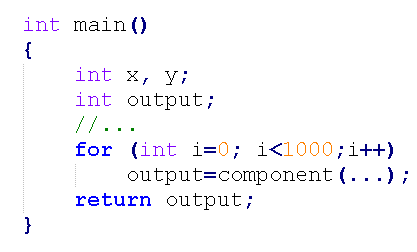 int main()
{
int x, y;
int output;
//...
for (int i=0; i<1000;i++)
output=component(...);
return output;
}